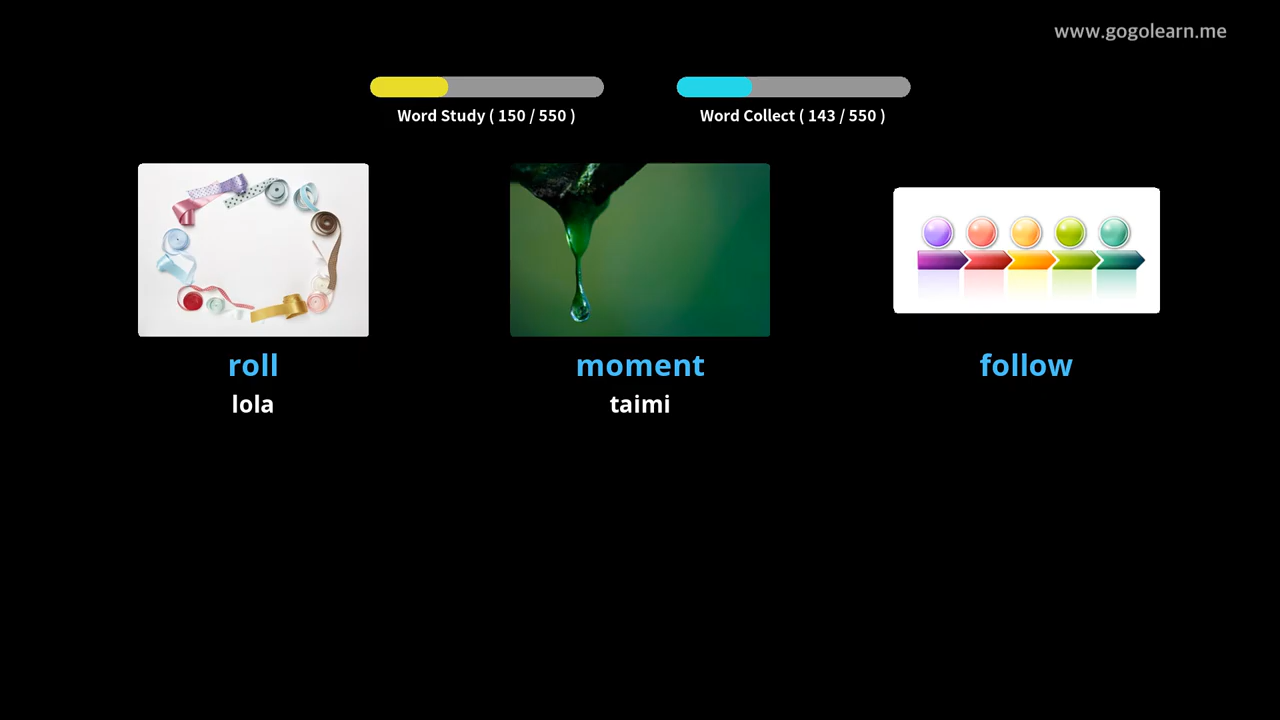 www.gogolearn.me
Word Study ( 150 / 550 )
Word Collect ( 143 / 550 )
roll
moment
follow
lola
taimi